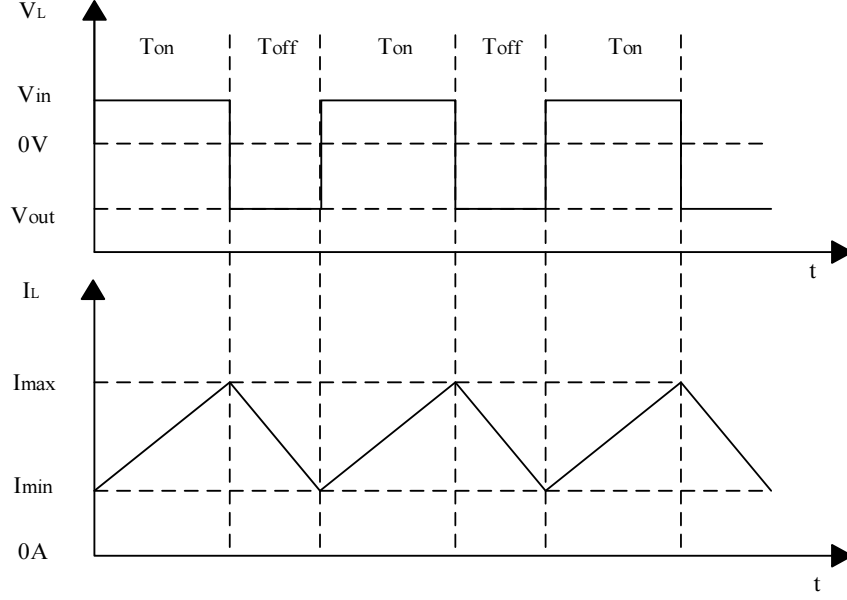 VL
Ton Toff Ton Toff Ton
Vin
0V
Vout
t
IL
Imax
Imin
0A
t